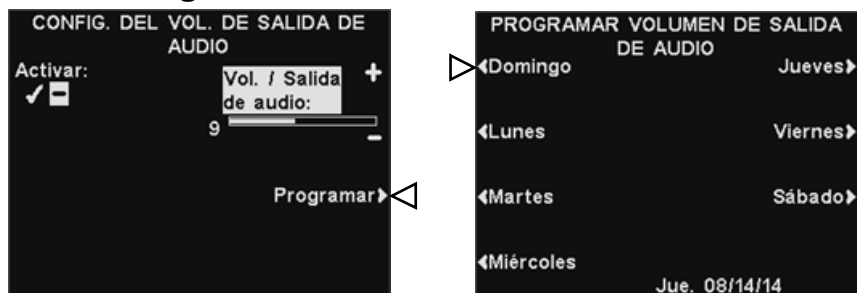 CONFIG. DEL VOL. DE SALIDA DE
AUDIO
Activar:
Vol. / Salida
de audio:
9
Programar
PROGRAMAR VOLUMEN DE SALIDA
DE AUDIO
Domingo
Jueves
Lunes
Viernes
Martes
Sábado
Miércoles
Jue. 08/14/14